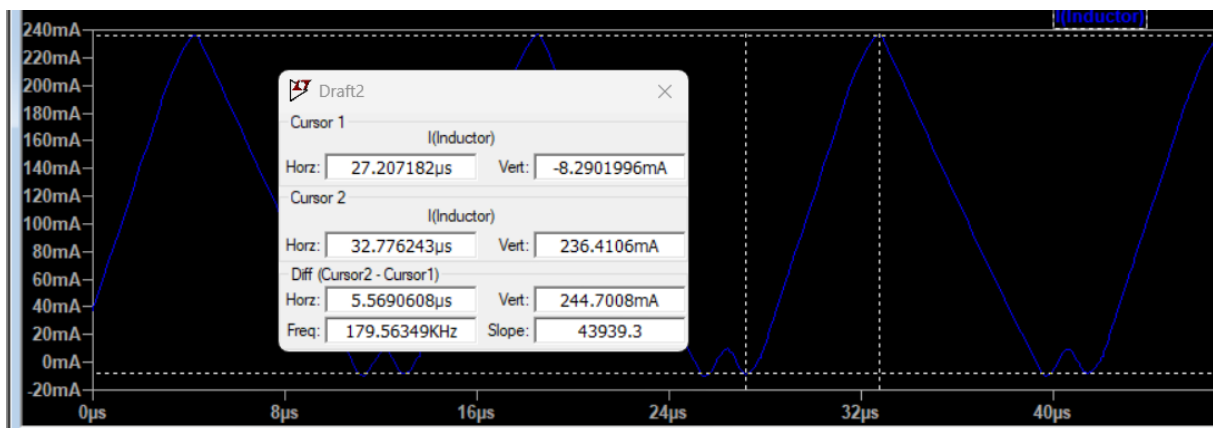 I(Inductor)
240mA
220mA
200mA
180mA
160mA
140mA
120mA
100mA
80mA
60mA
40mA
20mA
0mA
-20mA
Draft2
Cursor 1
I(Inductor)
Horz: 27.207182µs Vert: -8.2901996mA
Cursor 2
I(Inductor)
Horz: 32.776243µs Vert: 236.4106mA
Diff (Cursor2 - Cursor1)
Horz: 5.5690608µs Vert: 244.7008mA
Freq: 179.56349KHz Slope: 43939.3
0µs 8µs 16µs 24µs 32µs 40µs